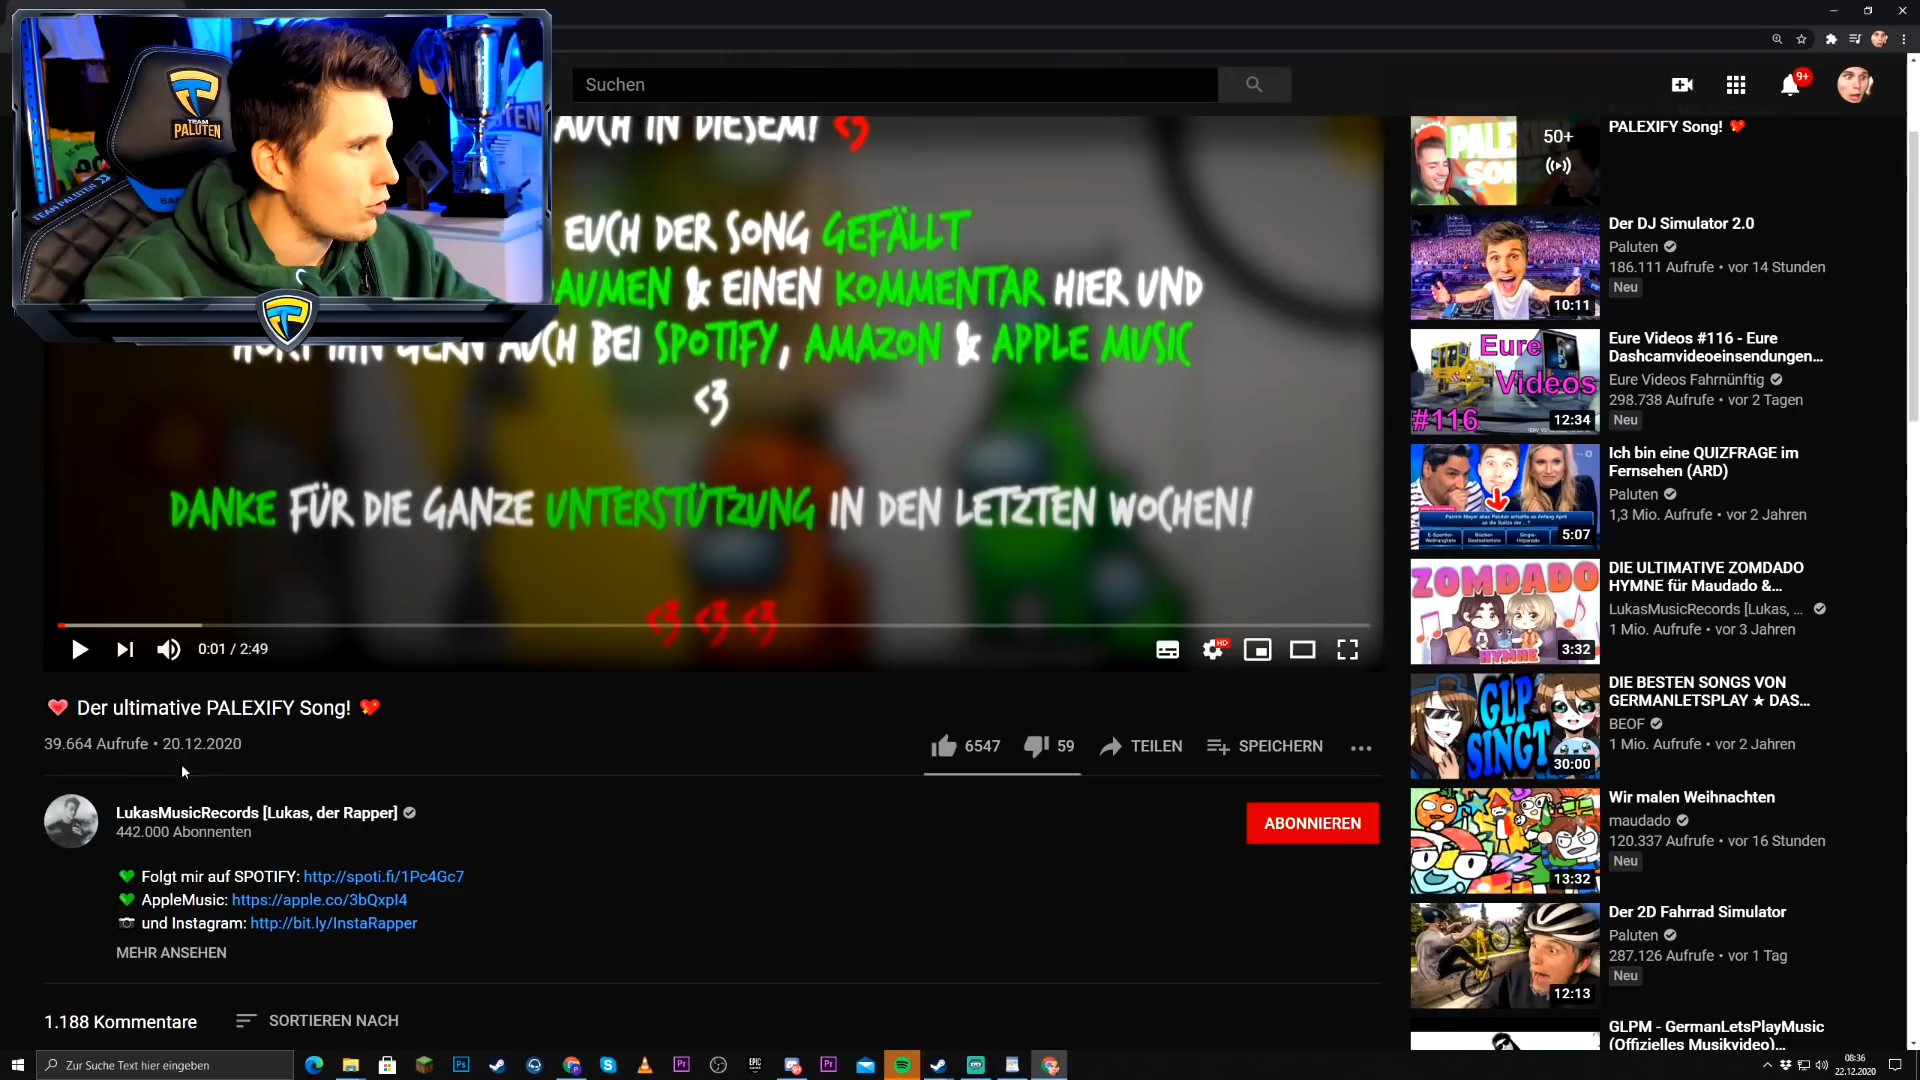 TEAM
PALUTEN
TEAM PALUTEN
Suchen
9+
AUCH IN DIESEM! <3
EUCH DER SONG GEFÄLLT
& EINEN KOMMENTAR HIER UND
AUCH BEI SPOTIFY, AMAZON & APPLE MUSIC
<3
DANKE FÜR DIE GANZE UNTERSTÜTZUNG IN DEN LETZTEN WOCHEN!
<3 <3 <3
0:01 / 2:49
HD
❤️ Der ultimative PALEXIFY Song! 💖
39.664 Aufrufe • 20.12.2020
6547
59
TEILEN
SPEICHERN
LukasMusicRecords [Lukas, der Rapper]
442.000 Abonnenten
ABONNIEREN
💚 Folgt mir auf SPOTIFY: http://spoti.fi/1Pc4Gc7
💚 AppleMusic: https://apple.co/3bQxpI4
📷 und Instagram: http://bit.ly/InstaRapper
MEHR ANSEHEN
1.188 Kommentare
SORTIEREN NACH
50+
PALEXIFY Song! 💖
Der DJ Simulator 2.0
Paluten
186.111 Aufrufe • vor 14 Stunden
Neu
10:11
Eure
Videos
#116
12:34
Eure Videos #116 - Eure
Dashcamvideoeinsendungen...
Eure Videos Fahrnünftig
298.738 Aufrufe • vor 2 Tagen
Neu
5:07
Ich bin eine QUIZFRAGE im
Fernsehen (ARD)
Paluten
1,3 Mio. Aufrufe • vor 2 Jahren
ZOMDADO
HYMNE
3:32
DIE ULTIMATIVE ZOMDADO
HYMNE für Maudado &...
LukasMusicRecords [Lukas, ...
1 Mio. Aufrufe • vor 3 Jahren
GLP
SINGT
30:00
DIE BESTEN SONGS VON
GERMANLETSPLAY ★ DAS...
BEOF
1 Mio. Aufrufe • vor 2 Jahren
13:32
Wir malen Weihnachten
maudado
120.337 Aufrufe • vor 16 Stunden
Neu
12:13
Der 2D Fahrrad Simulator
Paluten
287.126 Aufrufe • vor 1 Tag
Neu
GLPM - GermanLetsPlayMusic
(Offizielles Musikvideo)...
Zur Suche Text hier eingeben
08:36
22.12.2020